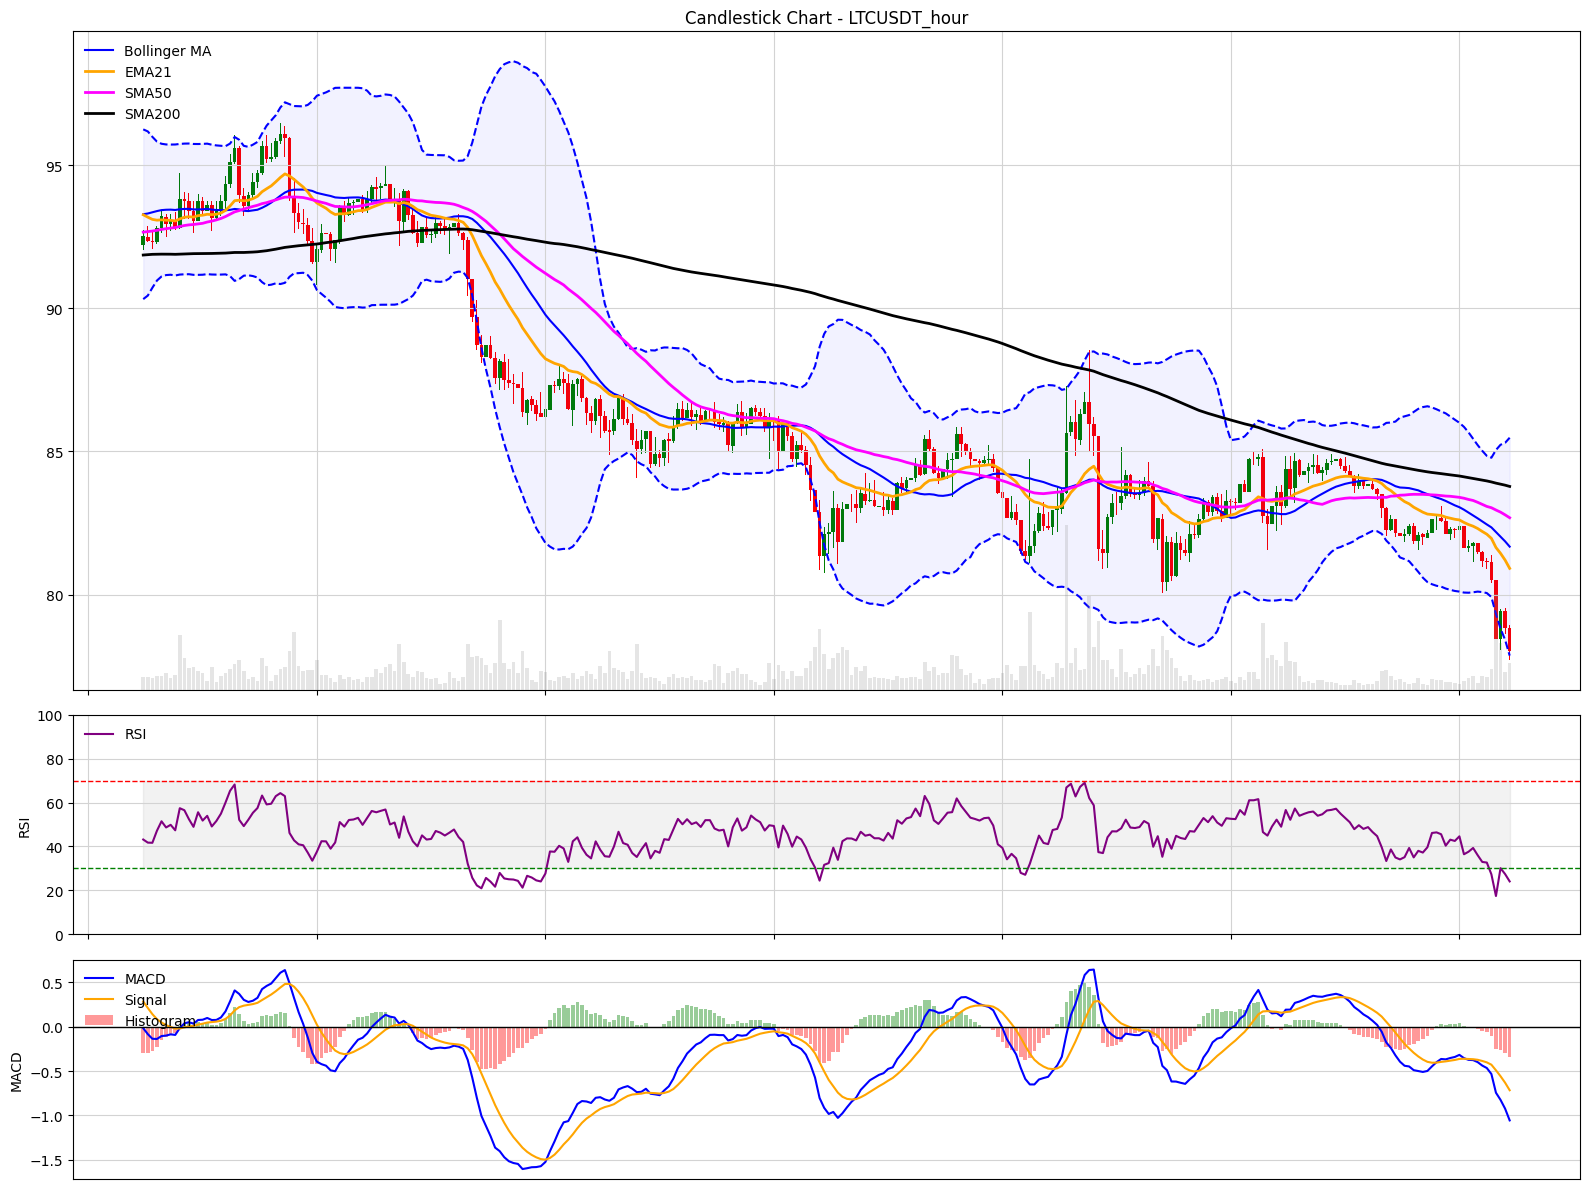 Candlestick Chart - LTCUSDT_hour
Bollinger MA
EMA21
SMA50
SMA200
95
90
85
80
RSI
100
80
60
40
20
0
RSI
MACD
Signal
Histogram
0.5
0.0
−0.5
−1.0
−1.5
MACD